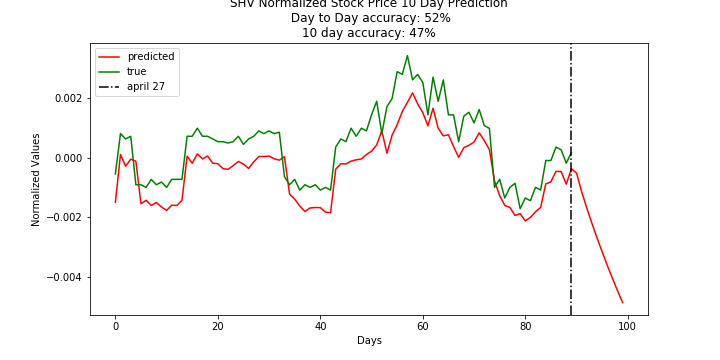 SHV Normalized Stock Price 10 Day Prediction
Day to Day accuracy: 52%
10 day accuracy: 47%
predicted
true
april 27
Normalized Values
0.002
0.000
−0.002
−0.004
0
20
40
60
80
100
Days